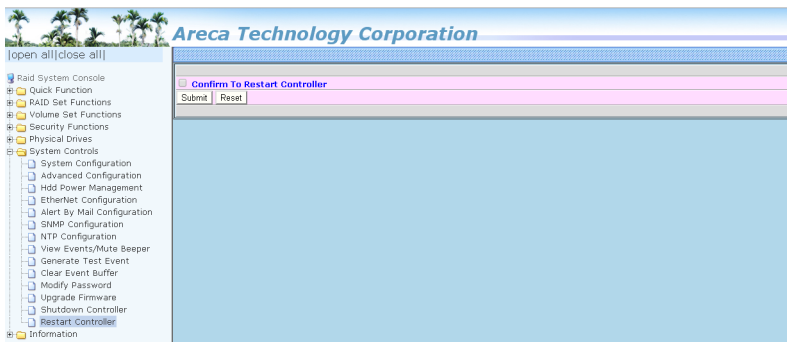 Areca Technology Corporation
|open all|close all|
Raid System Console
Quick Function
RAID Set Functions
Volume Set Functions
Security Functions
Physical Drives
System Controls
System Configuration
Advanced Configuration
Hdd Power Management
EtherNet Configuration
Alert By Mail Configuration
SNMP Configuration
NTP Configuration
View Events/Mute Beeper
Generate Test Event
Clear Event Buffer
Modify Password
Upgrade Firmware
Shutdown Controller
Restart Controller
Information
Confirm To Restart Controller
Submit Reset